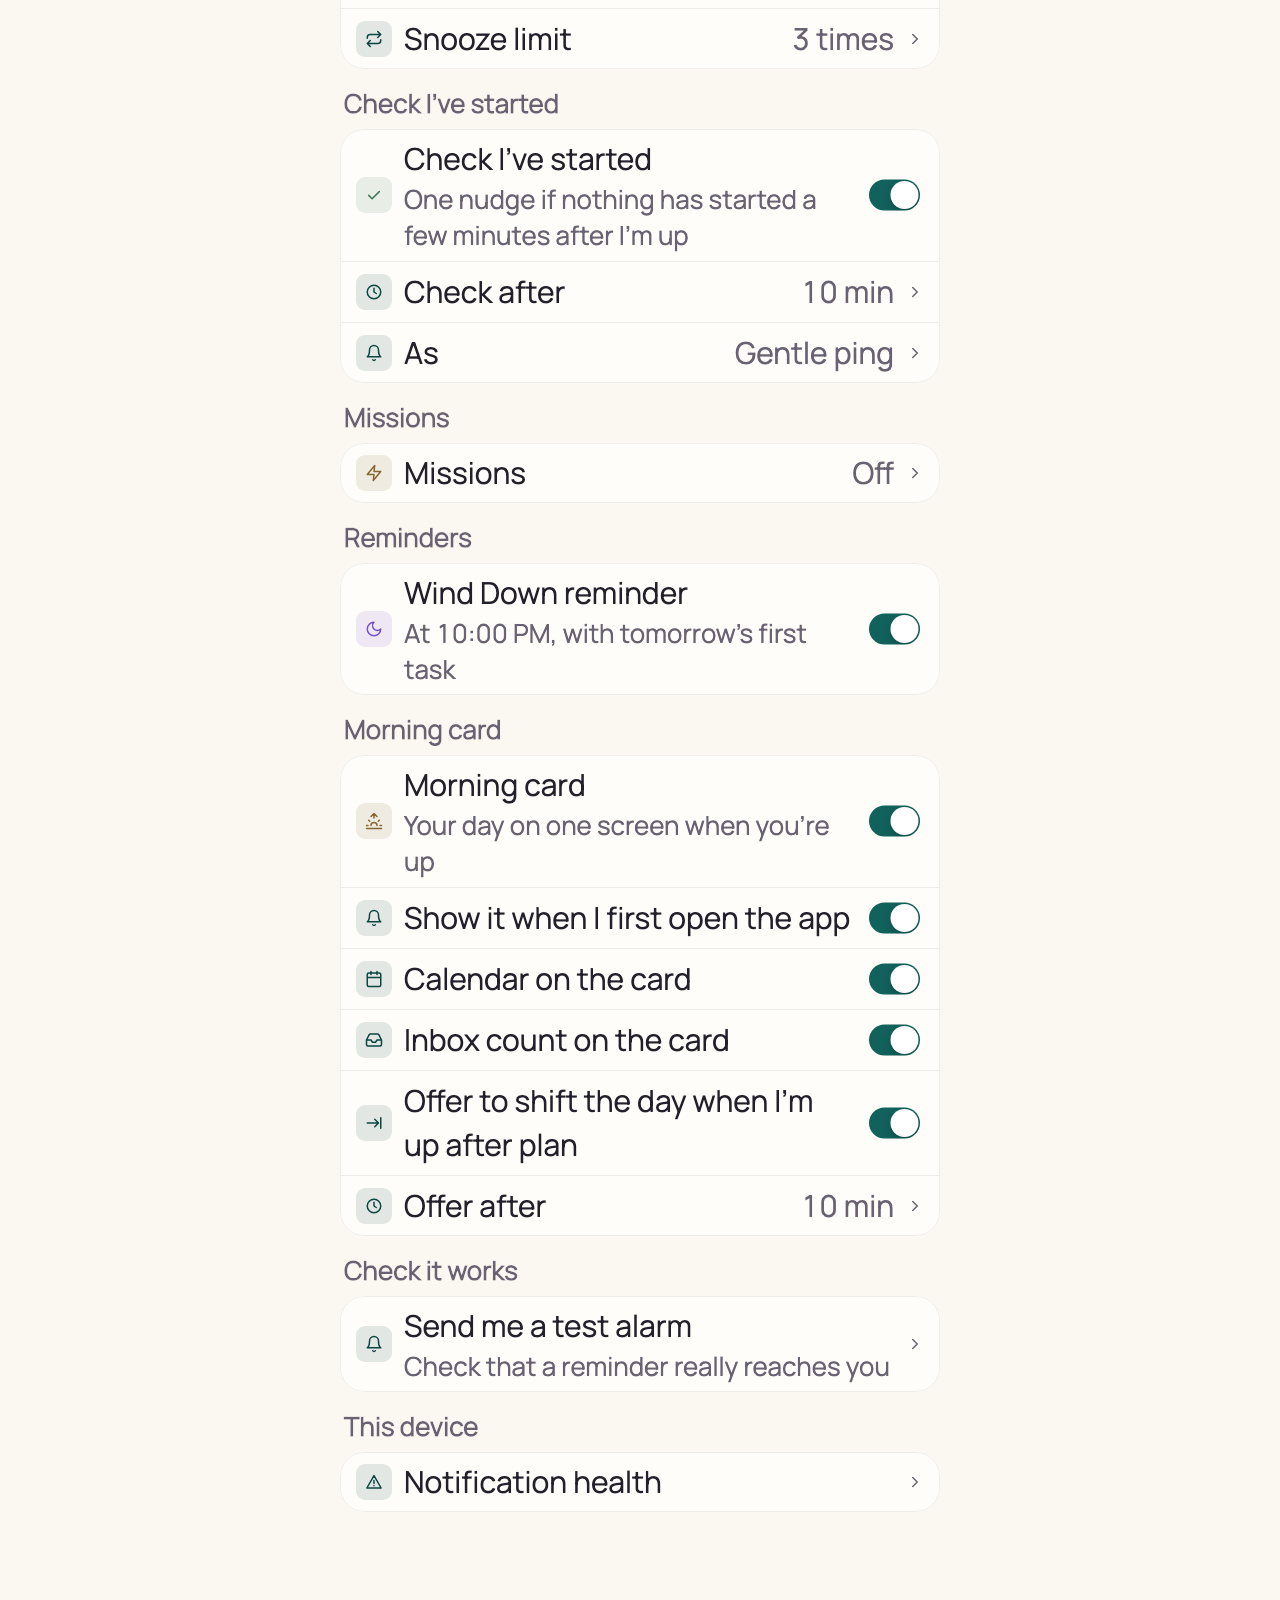 Snooze limit
3 times
Check I've started
Check I've started
One nudge if nothing has started a
few minutes after I'm up
Check after
10 min
As
Gentle ping
Missions
Missions
Off
Reminders
Wind Down reminder
At 10:00 PM, with tomorrow's first
task
Morning card
Morning card
Your day on one screen when you're
up
Show it when I first open the app
Calendar on the card
Inbox count on the card
Offer to shift the day when I'm
up after plan
Offer after
10 min
Check it works
Send me a test alarm
Check that a reminder really reaches you
This device
Notification health